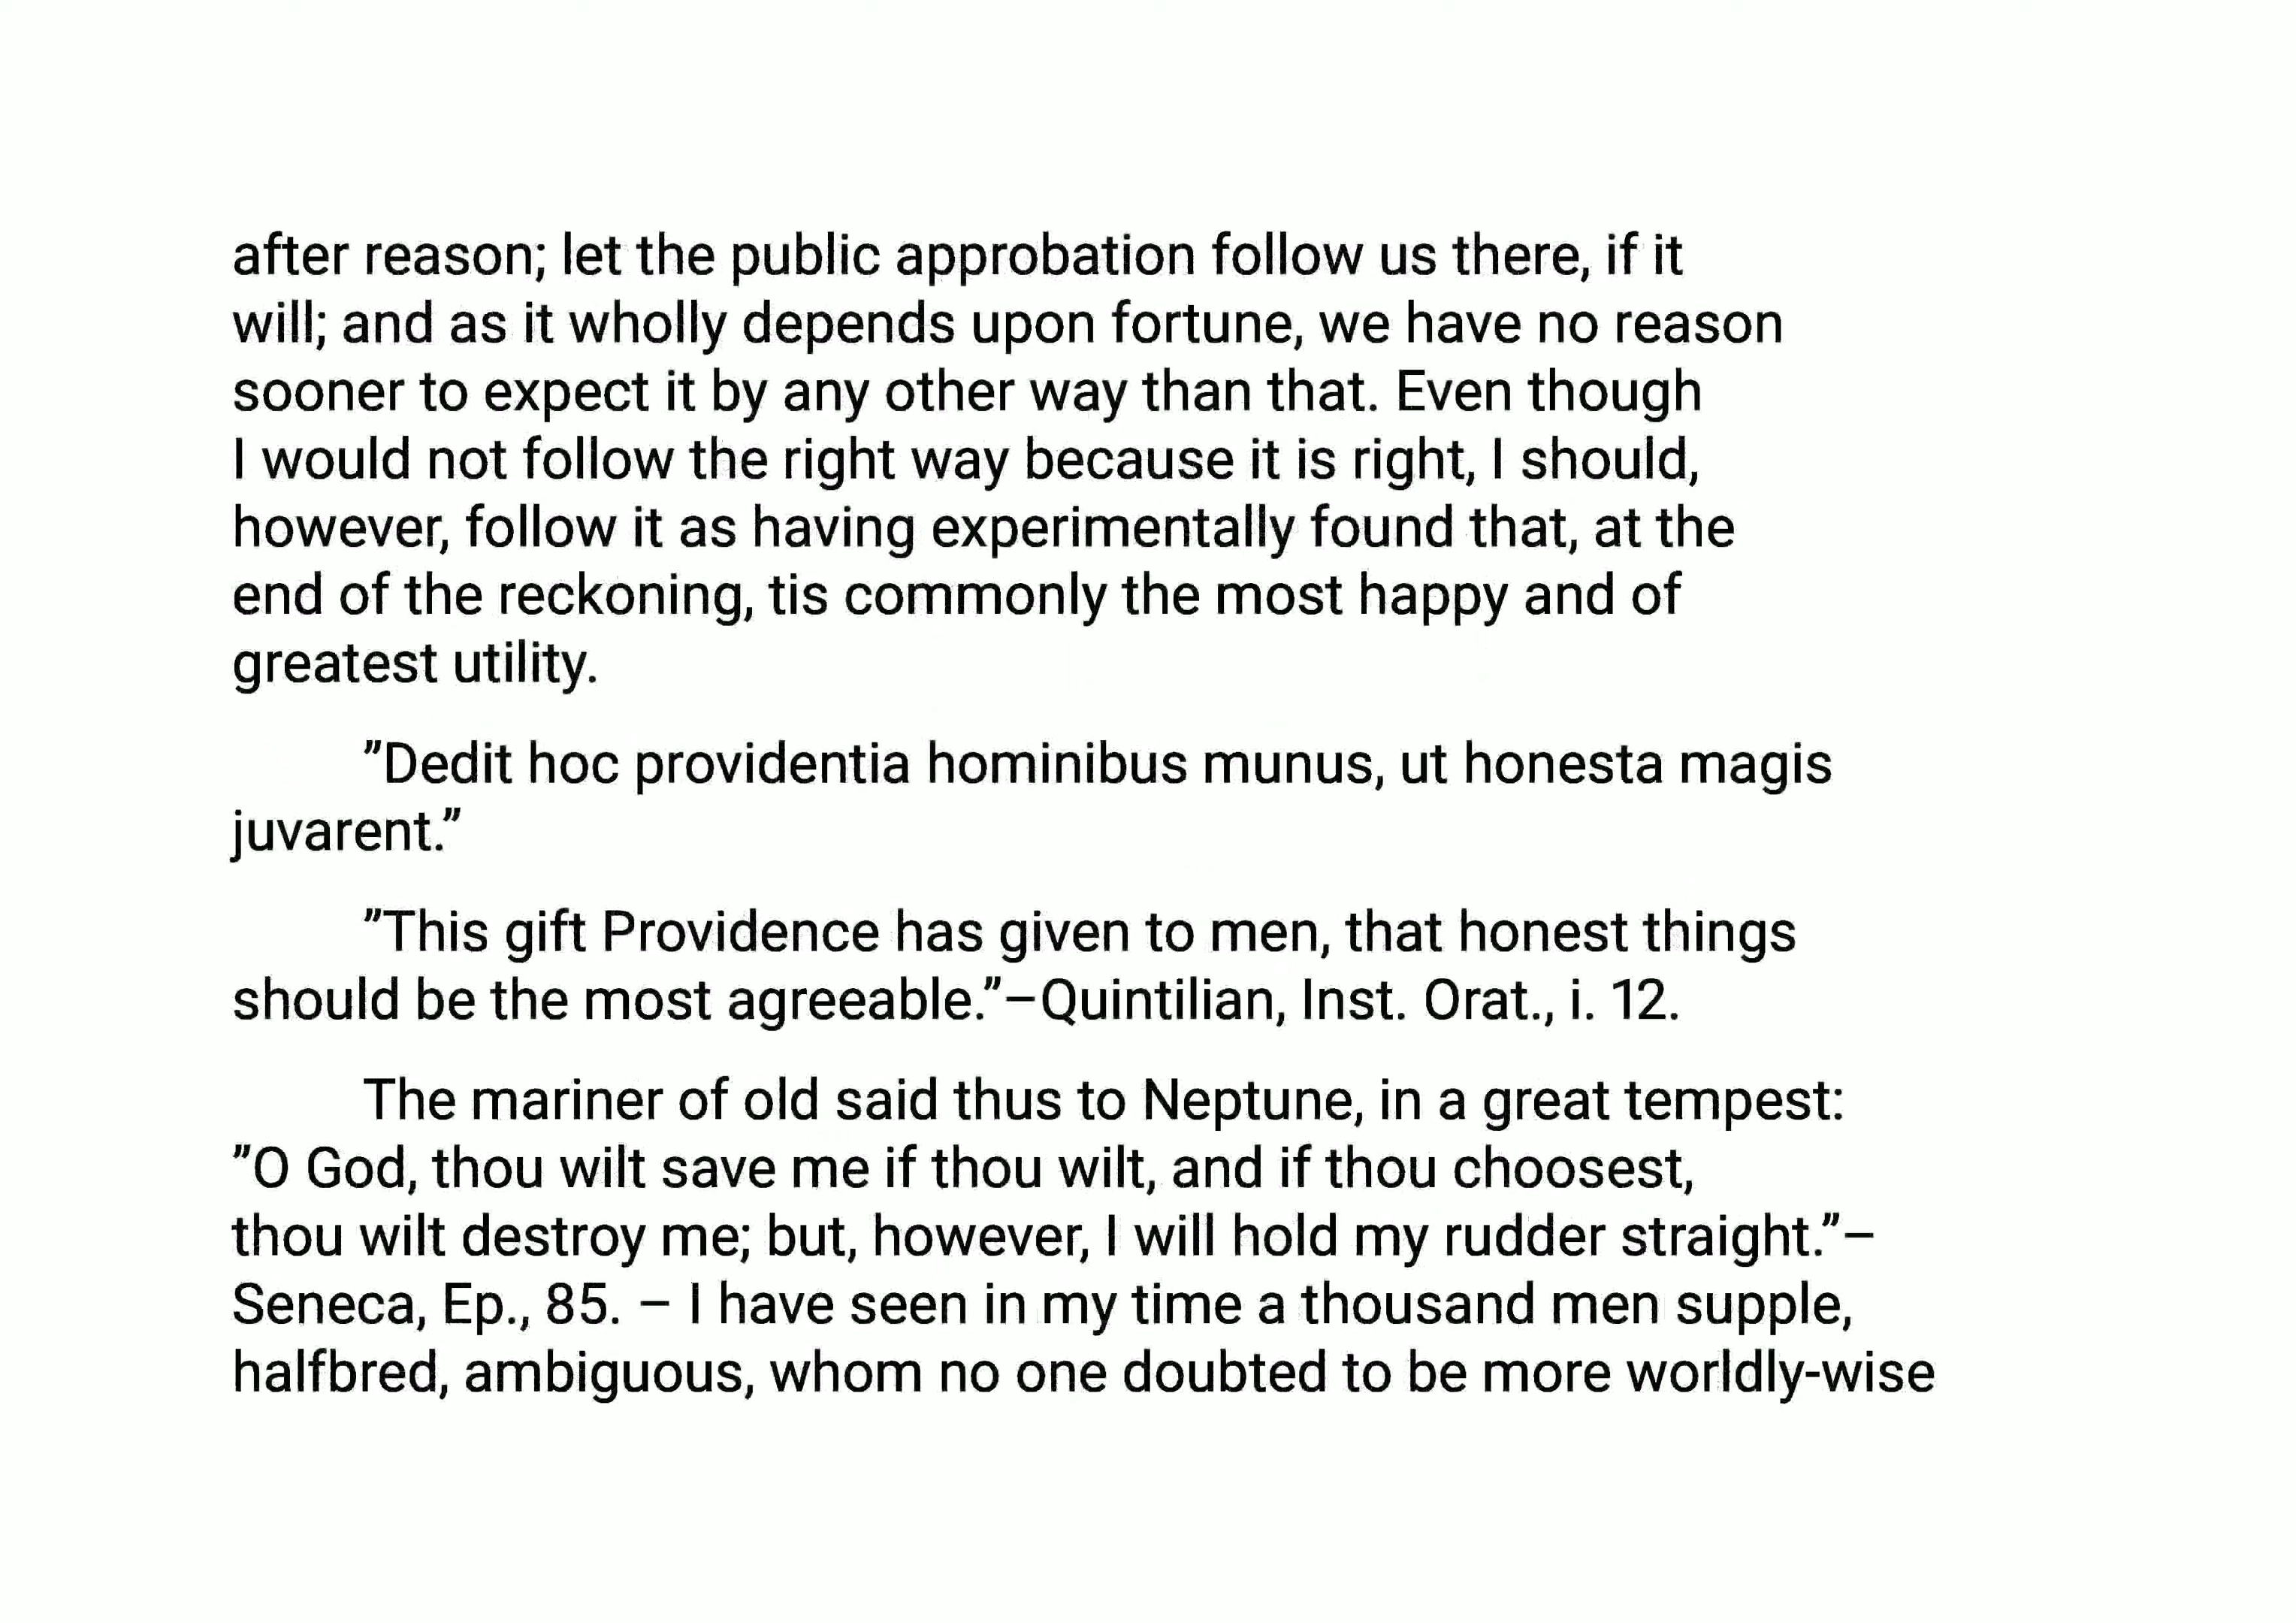 after reason; let the public approbation follow us there, if it
will; and as it wholly depends upon fortune, we have no reason
sooner to expect it by any other way than that. Even though
I would not follow the right way because it is right, I should,
however, follow it as having experimentally found that, at the
end of the reckoning, tis commonly the most happy and of
greatest utility.
”Dedit hoc providentia hominibus munus, ut honesta magis
juvarent.”
”This gift Providence has given to men, that honest things
should be the most agreeable.”–Quintilian, Inst. Orat., i. 12.
The mariner of old said thus to Neptune, in a great tempest:
”O God, thou wilt save me if thou wilt, and if thou choosest,
thou wilt destroy me; but, however, I will hold my rudder straight.”–
Seneca, Ep., 85. – I have seen in my time a thousand men supple,
halfbred, ambiguous, whom no one doubted to be more worldly-wise